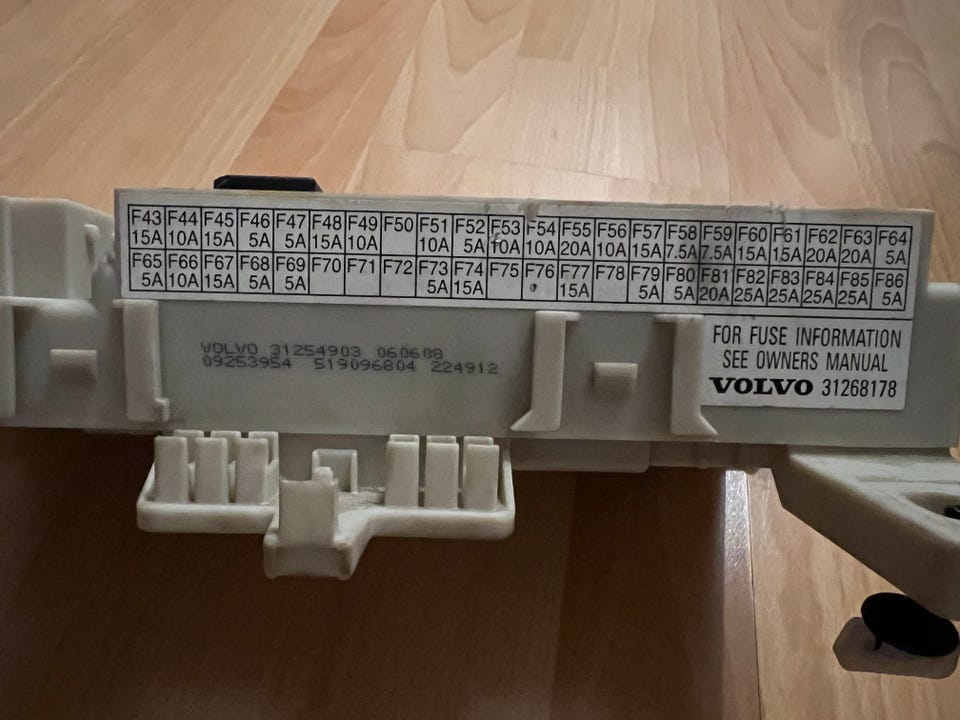 F43 F44 F45 F46 F47 F48 F49 F50 F51 F52 F53 F54 F55 F56 F57 F58 F59 F60 F61 F62 F63 F64
15A 10A 15A 5A 5A 15A 10A 10A 5A 10A 10A 20A 10A 15A 7.5A 7.5A 15A 15A 20A 20A 5A
F65 F66 F67 F68 F69 F70 F71 F72 F73 F74 F75 F76 F77 F78 F79 F80 F81 F82 F83 F84 F85 F86
5A 10A 15A 5A 5A 5A 15A 15A 5A 5A 20A 25A 25A 25A 25A 5A
FOR FUSE INFORMATION
SEE OWNERS MANUAL
VOLVO 31268178
VOLVO 31254903 060608
09253954 519096804 224912